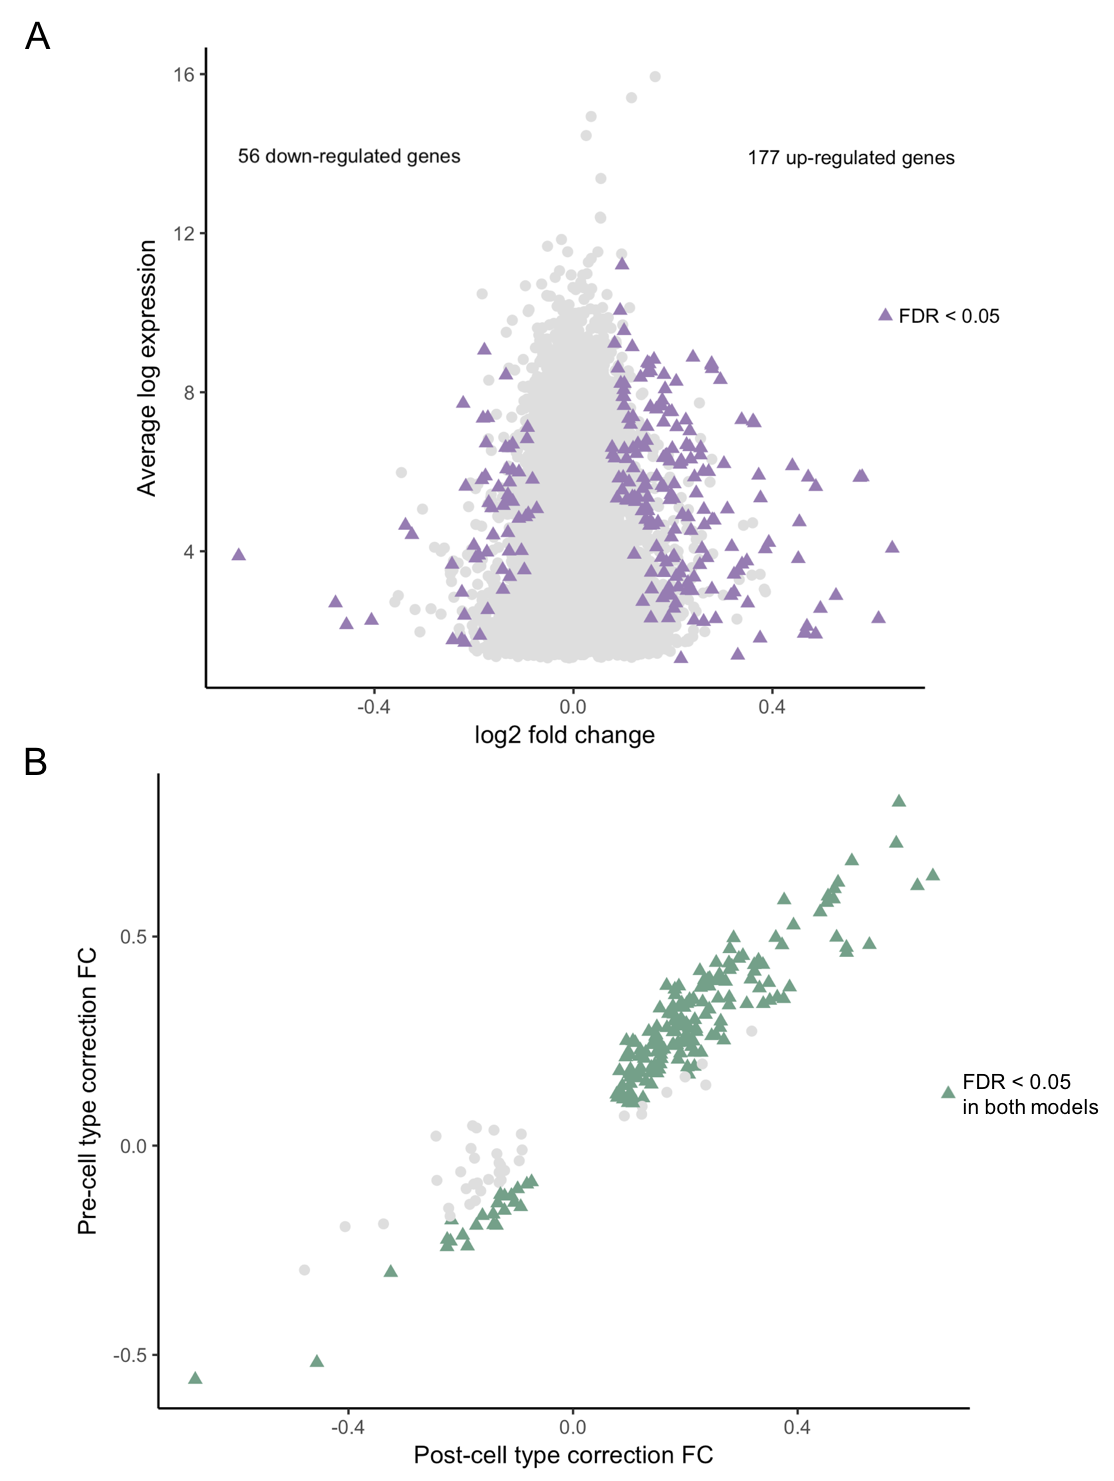 A
16
56 down-regulated genes
177 up-regulated genes
12
Average log expression
FDR < 0.05
8
4
-0.4
0.0
0.4
log2 fold change
B
0.5
Pre-cell type correction FC
FDR < 0.05
in both models
0.0
-0.5
-0.4
0.0
0.4
Post-cell type correction FC